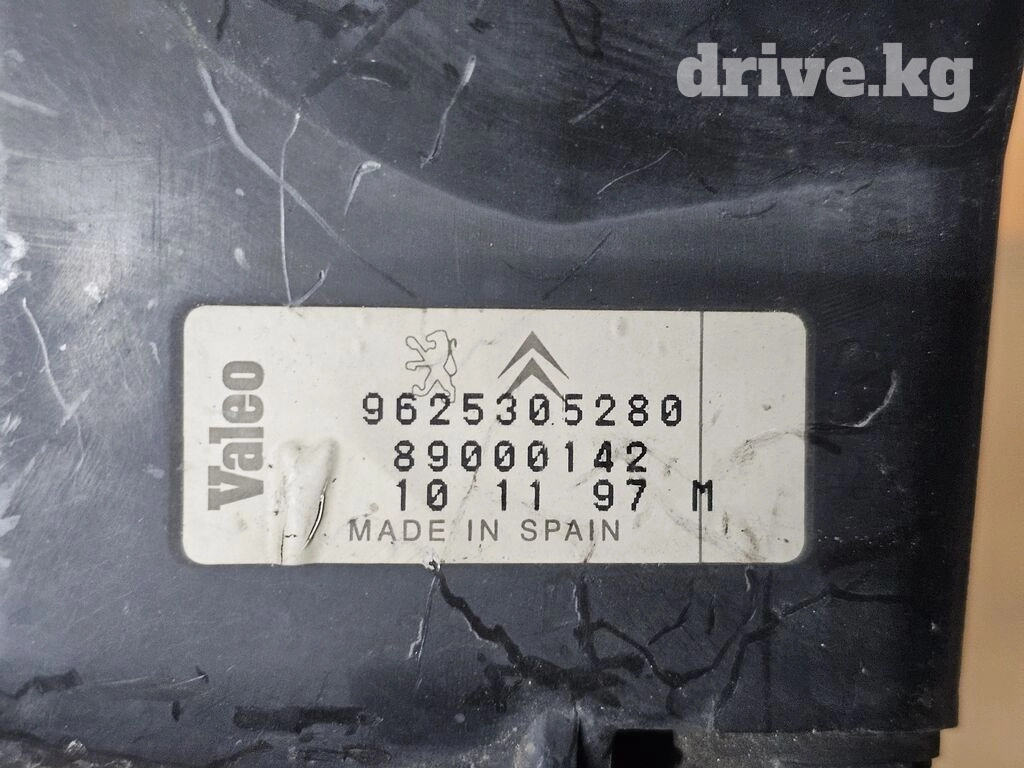 drive.kg
Valeo
9625305280
89000142
10 11 97 M
MADE IN SPAIN